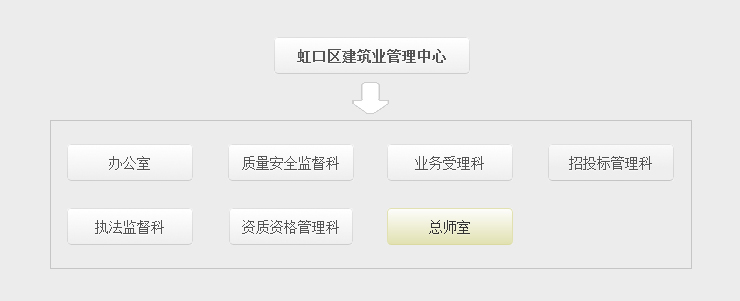 虹口区建筑业管理中心
办公室 质量安全监督科 业务受理科 招投标管理科
执法监督科 资质资格管理科 总师室